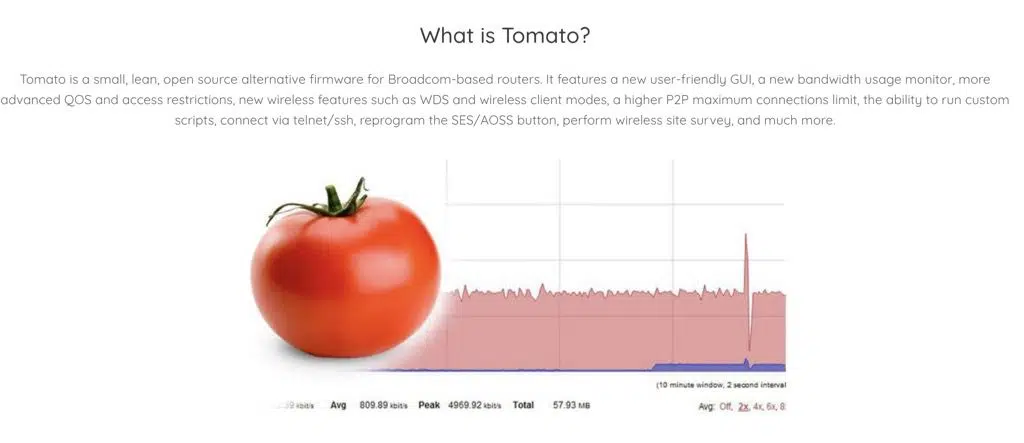 What is Tomato?
Tomato is a small, lean, open source alternative firmware for Broadcom-based routers. It features a new user-friendly GUI, a new bandwidth usage monitor, more
advanced QOS and access restrictions, new wireless features such as WDS and wireless client modes, a higher P2P maximum connections limit, the ability to run custom
scripts, connect via telnet/ssh, reprogram the SES/AOSS button, perform wireless site survey, and much more.
(10 minute window, 2 second interval
kbit/s Avg 809.89 kbit/s Peak 4969.92 kbit/s Total 57.93 MB Avg: Off, 2x, 4x, 6x, 8